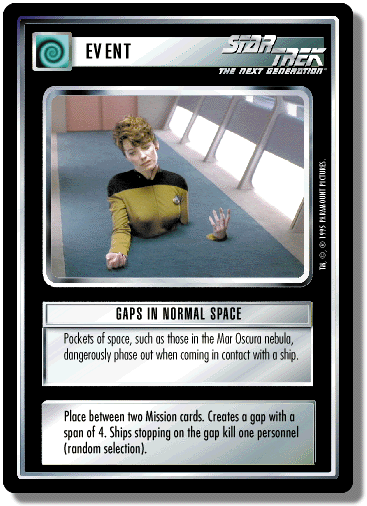 EVENT
STAR TREK
THE NEXT GENERATION™
TM, ©, ® 1995 PARAMOUNT PICTURES.
GAPS IN NORMAL SPACE
Pockets of space, such as those in the Mar Oscura nebula,
dangerously phase out when coming in contact with a ship.
Place between two Mission cards. Creates a gap with a
span of 4. Ships stopping on the gap kill one personnel
(random selection).